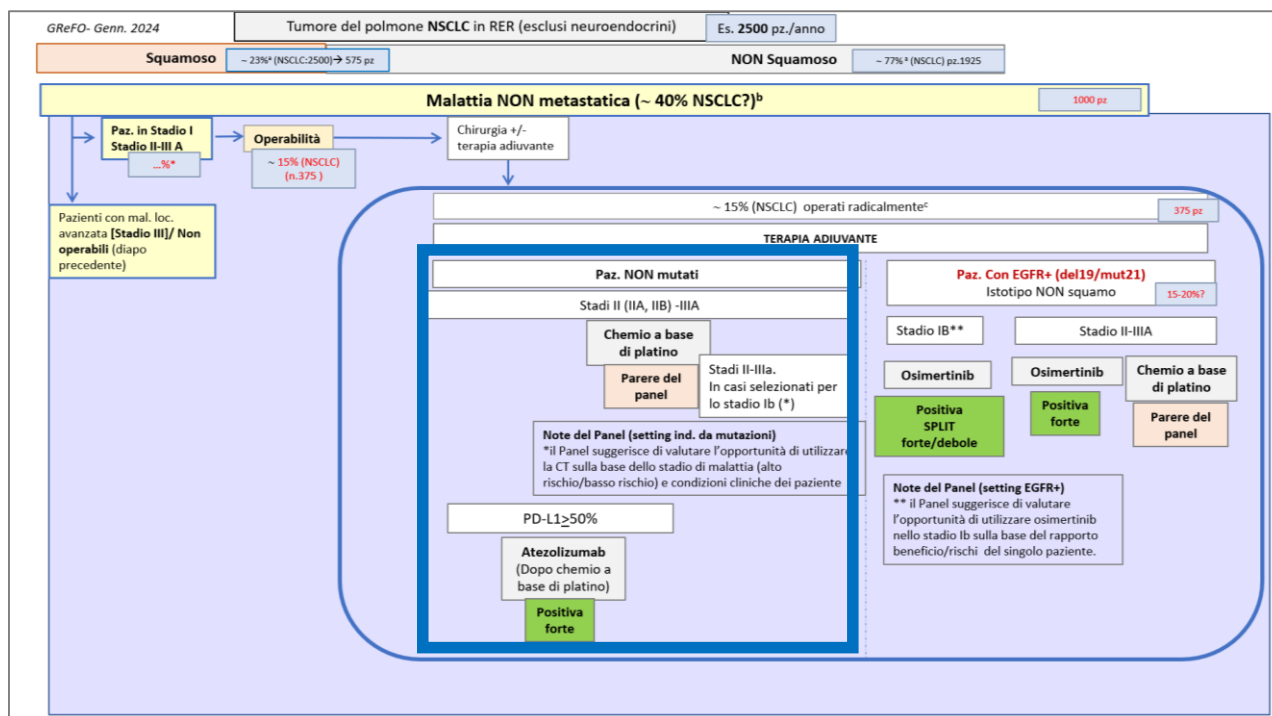 GReFO- Genn. 2024
Tumore del polmone NSCLC in RER (esclusi neuroendocrini)
Es. 2500 pz./anno
Squamoso
~ 23%ᵃ (NSCLC:2500)→ 575 pz
NON Squamoso
~ 77%ᵃ (NSCLC) pz.1925
Malattia NON metastatica (~ 40% NSCLC?)ᵇ
1000 pz
Paz. in Stadio I
Stadio II-III A
...%*
Operabilità
~ 15% (NSCLC)
(n.375 )
Chirurgia +/-
terapia adiuvante
Pazienti con mal. loc.
avanzata [Stadio III]/ Non
operabili (diapo
precedente)
~ 15% (NSCLC) operati radicalmenteᶜ
375 pz
TERAPIA ADIUVANTE
Paz. NON mutati
Stadi II (IIA, IIB) -IIIA
Chemio a base
di platino
Parere del
panel
Stadi II-IIIa.
In casi selezionati per
lo stadio Ib (*)
Note del Panel (setting ind. da mutazioni)
*il Panel suggerisce di valutare l'opportunità di utilizzare
la CT sulla base dello stadio di malattia (alto
rischio/basso rischio) e condizioni cliniche dei paziente
PD-L1≥50%
Atezolizumab
(Dopo chemio a
base di platino)
Positiva
forte
Paz. Con EGFR+ (del19/mut21)
Istotipo NON squamo
15-20%?
Stadio IB**
Stadio II-IIIA
Osimertinib
Positiva
SPLIT
forte/debole
Osimertinib
Positiva
forte
Chemio a base
di platino
Parere del
panel
Note del Panel (setting EGFR+)
** il Panel suggerisce di valutare
l'opportunità di utilizzare osimertinib
nello stadio Ib sulla base del rapporto
beneficio/rischi del singolo paziente.